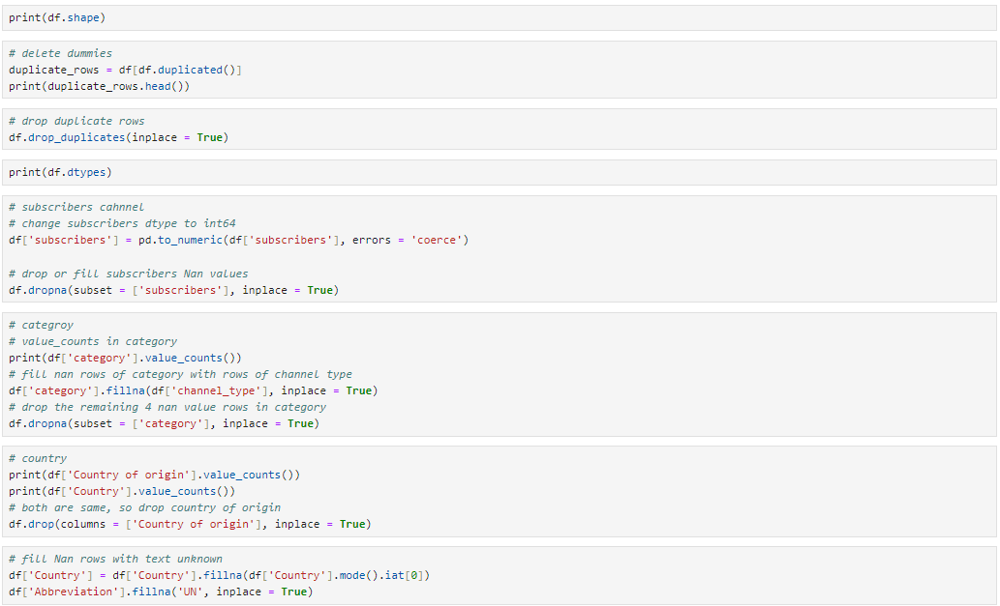 print(df.shape)
# delete dummies
duplicate_rows = df[df.duplicated()]
print(duplicate_rows.head())
# drop duplicate rows
df.drop_duplicates(inplace = True)
print(df.dtypes)
# subscribers cahnnel
# change subscribers dtype to int64
df['subscribers'] = pd.to_numeric(df['subscribers'], errors = 'coerce')
# drop or fill subscribers Nan values
df.dropna(subset = ['subscribers'], inplace = True)
# categroy
# value_counts in category
print(df['category'].value_counts())
# fill nan rows of category with rows of channel type
df['category'].fillna(df['channel_type'], inplace = True)
# drop the remaining 4 nan value rows in category
df.dropna(subset = ['category'], inplace = True)
# country
print(df['Country of origin'].value_counts())
print(df['Country'].value_counts())
# both are same, so drop country of origin
df.drop(columns = ['Country of origin'], inplace = True)
# fill Nan rows with text unknown
df['Country'] = df['Country'].fillna(df['Country'].mode().iat[0])
df['Abbreviation'].fillna('UN', inplace = True)